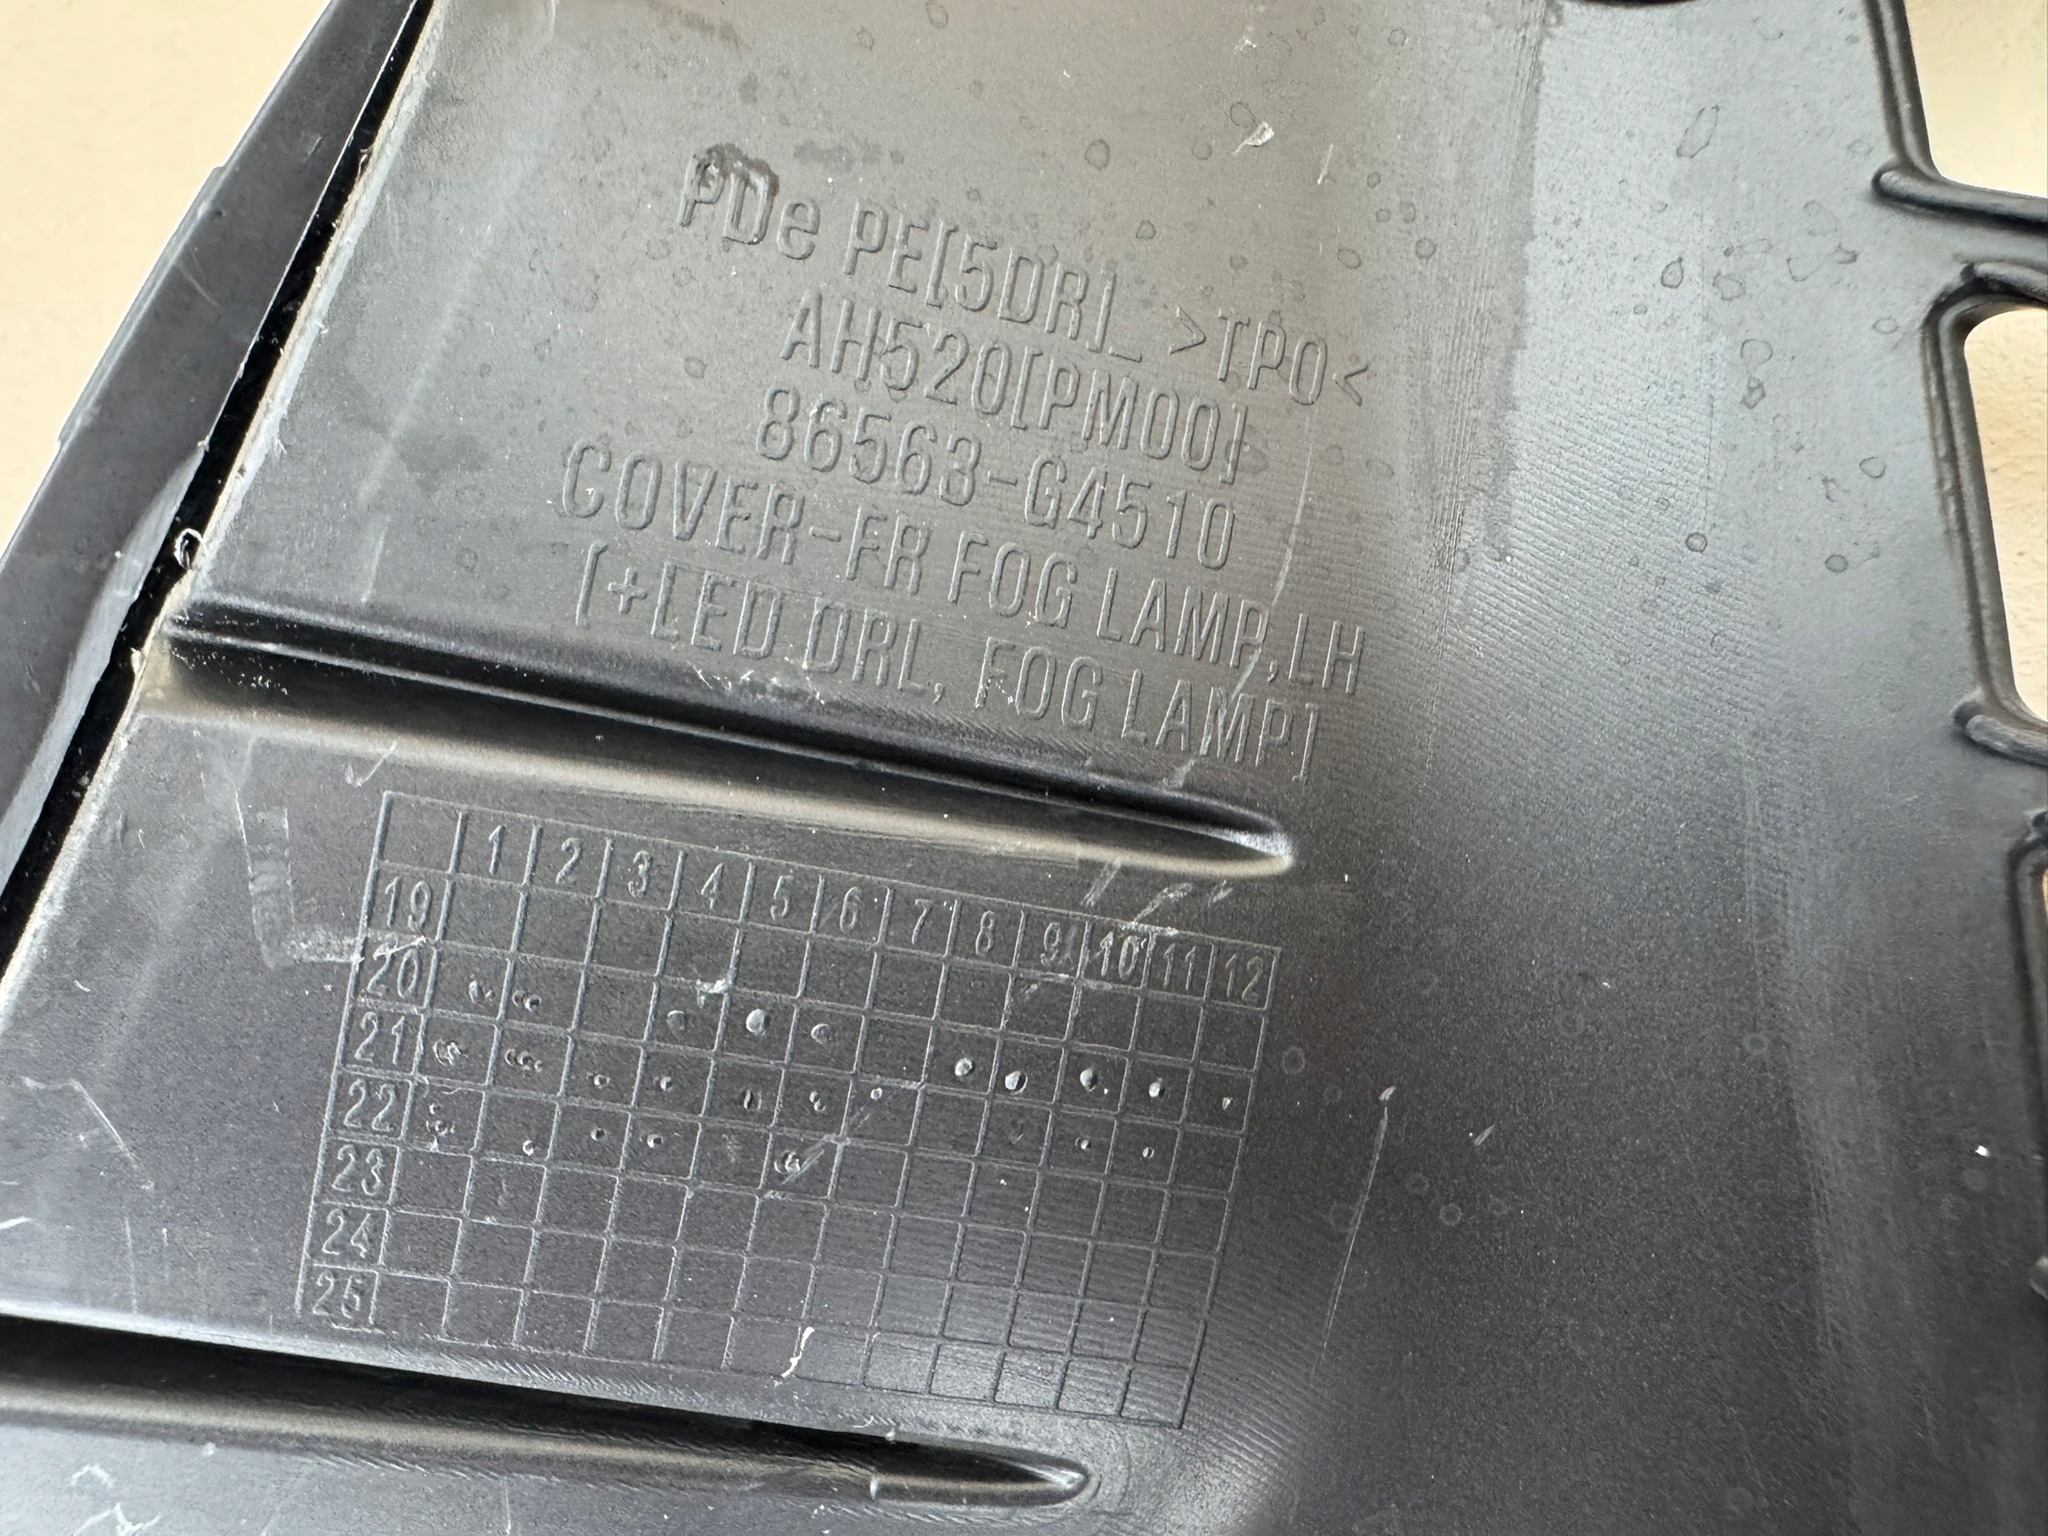 PDe PE[5DR]_ >TPO<
AH520[PM00]
86563-G4510
COVER-FR FOG LAMP,LH
[+LED DRL, FOG LAMP]
1 2 3 4 5 6 7 8 9 10 11 12
19
20
21
22
23
24
25